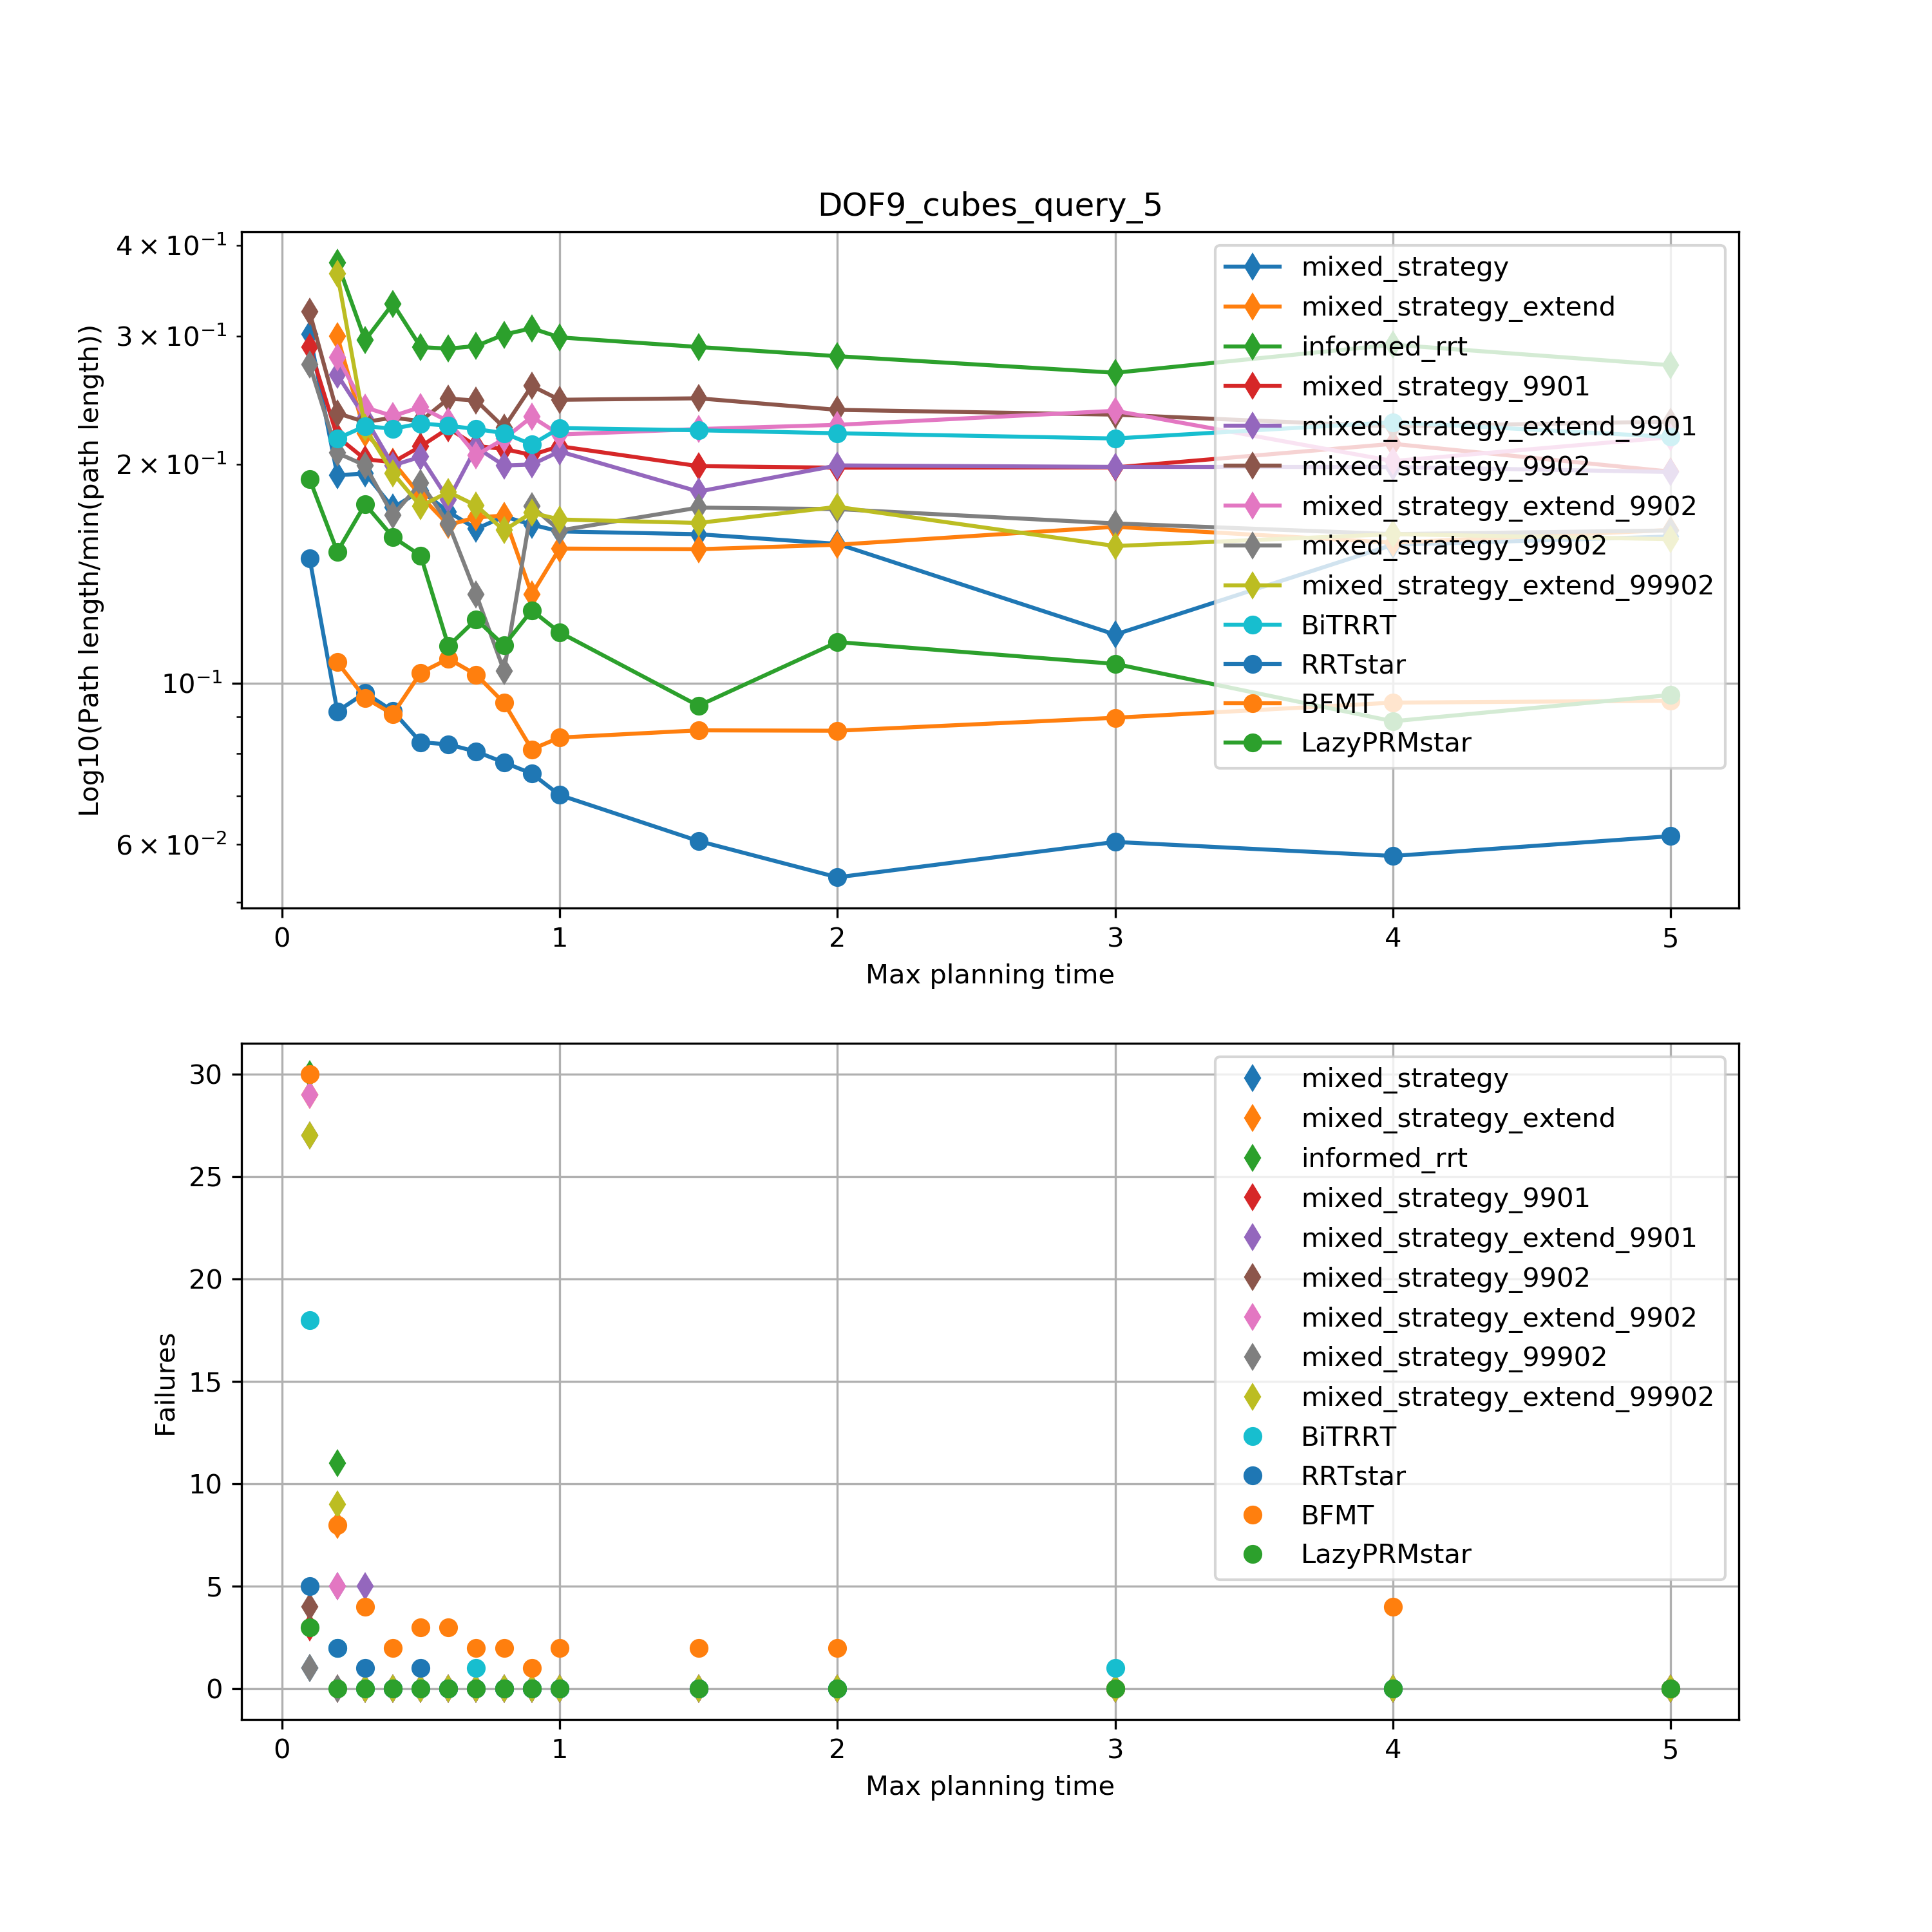 DOF9_cubes_query_5
Log10(Path length/min(path length))
4 × 10⁻¹
3 × 10⁻¹
2 × 10⁻¹
10⁻¹
6 × 10⁻²
mixed_strategy
mixed_strategy_extend
informed_rrt
mixed_strategy_9901
mixed_strategy_extend_9901
mixed_strategy_9902
mixed_strategy_extend_9902
mixed_strategy_99902
mixed_strategy_extend_99902
BiTRRT
RRTstar
BFMT
LazyPRMstar
0 1 2 3 4 5
Max planning time
Failures
30
25
20
15
10
5
0
mixed_strategy
mixed_strategy_extend
informed_rrt
mixed_strategy_9901
mixed_strategy_extend_9901
mixed_strategy_9902
mixed_strategy_extend_9902
mixed_strategy_99902
mixed_strategy_extend_99902
BiTRRT
RRTstar
BFMT
LazyPRMstar
0 1 2 3 4 5
Max planning time